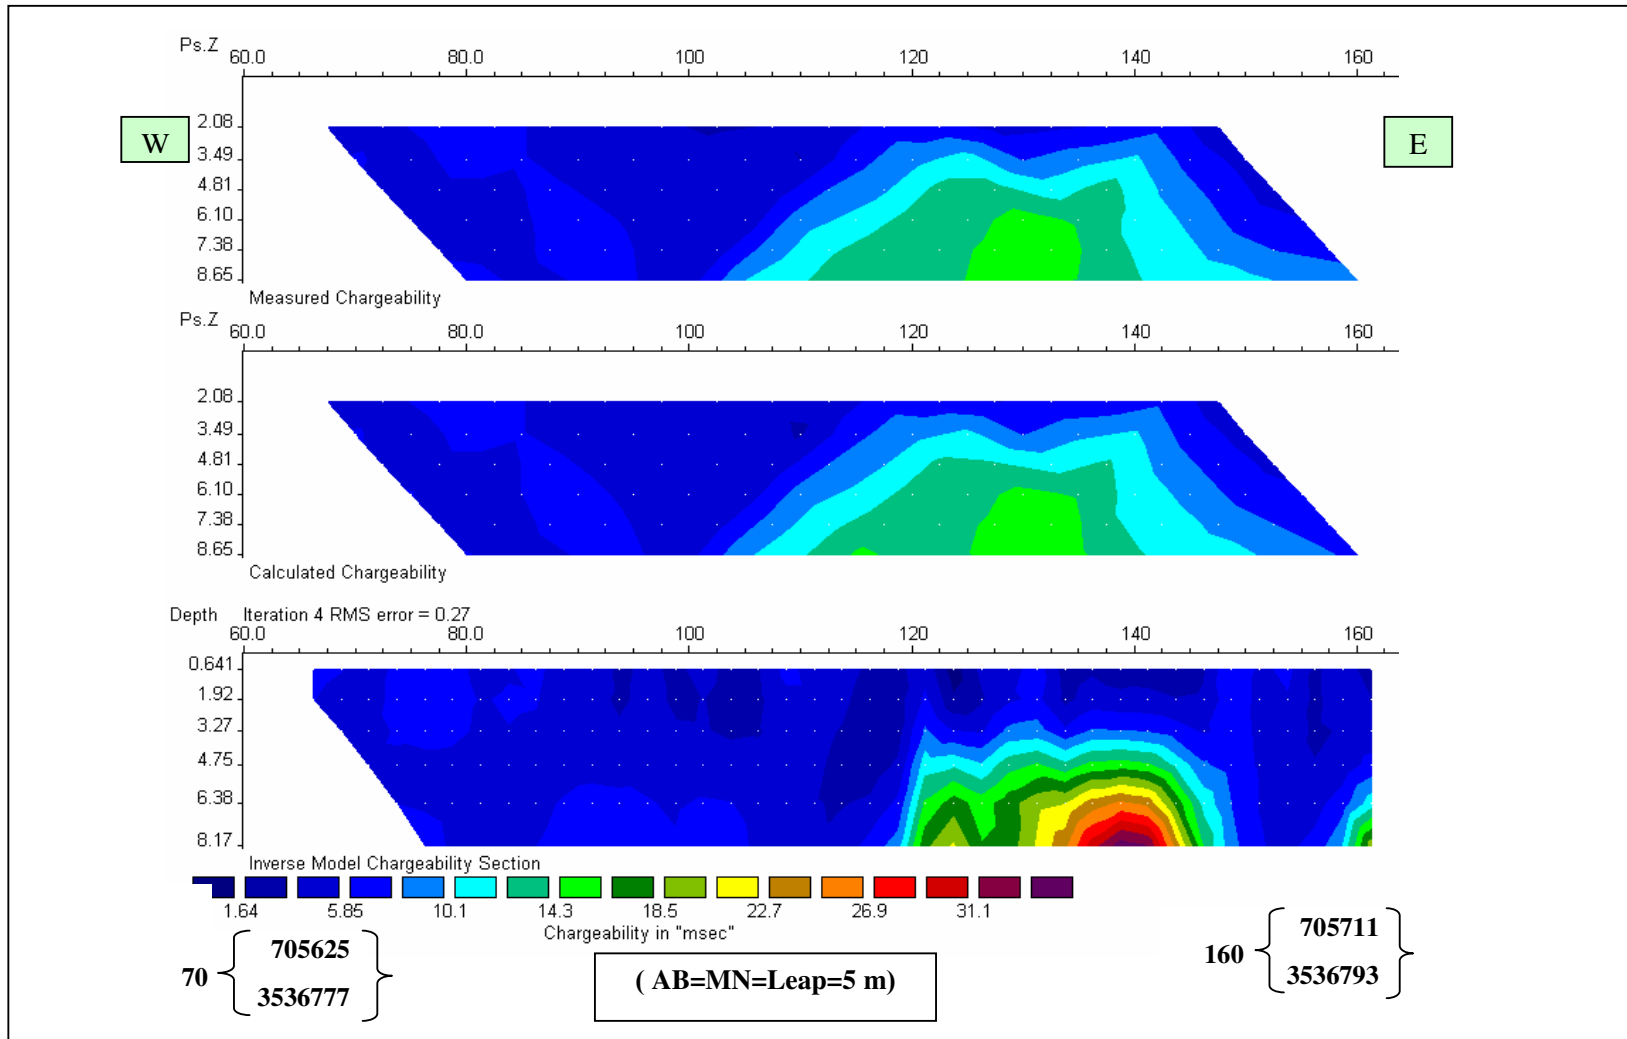 Ps.Z
60.0 80.0 100 120 140 160
W
E
2.08
3.49
4.81
6.10
7.38
8.65
Measured Chargeability
Ps.Z
60.0 80.0 100 120 140 160
2.08
3.49
4.81
6.10
7.38
8.65
Calculated Chargeability
Depth Iteration 4 RMS error = 0.27
60.0 80.0 100 120 140 160
0.641
1.92
3.27
4.75
6.38
8.17
Inverse Model Chargeability Section
1.64 5.85 10.1 14.3 18.5 22.7 26.9 31.1
Chargeability in "msec"
70 { 705625
3536777 }
( AB=MN=Leap=5 m)
160 { 705711
3536793 }